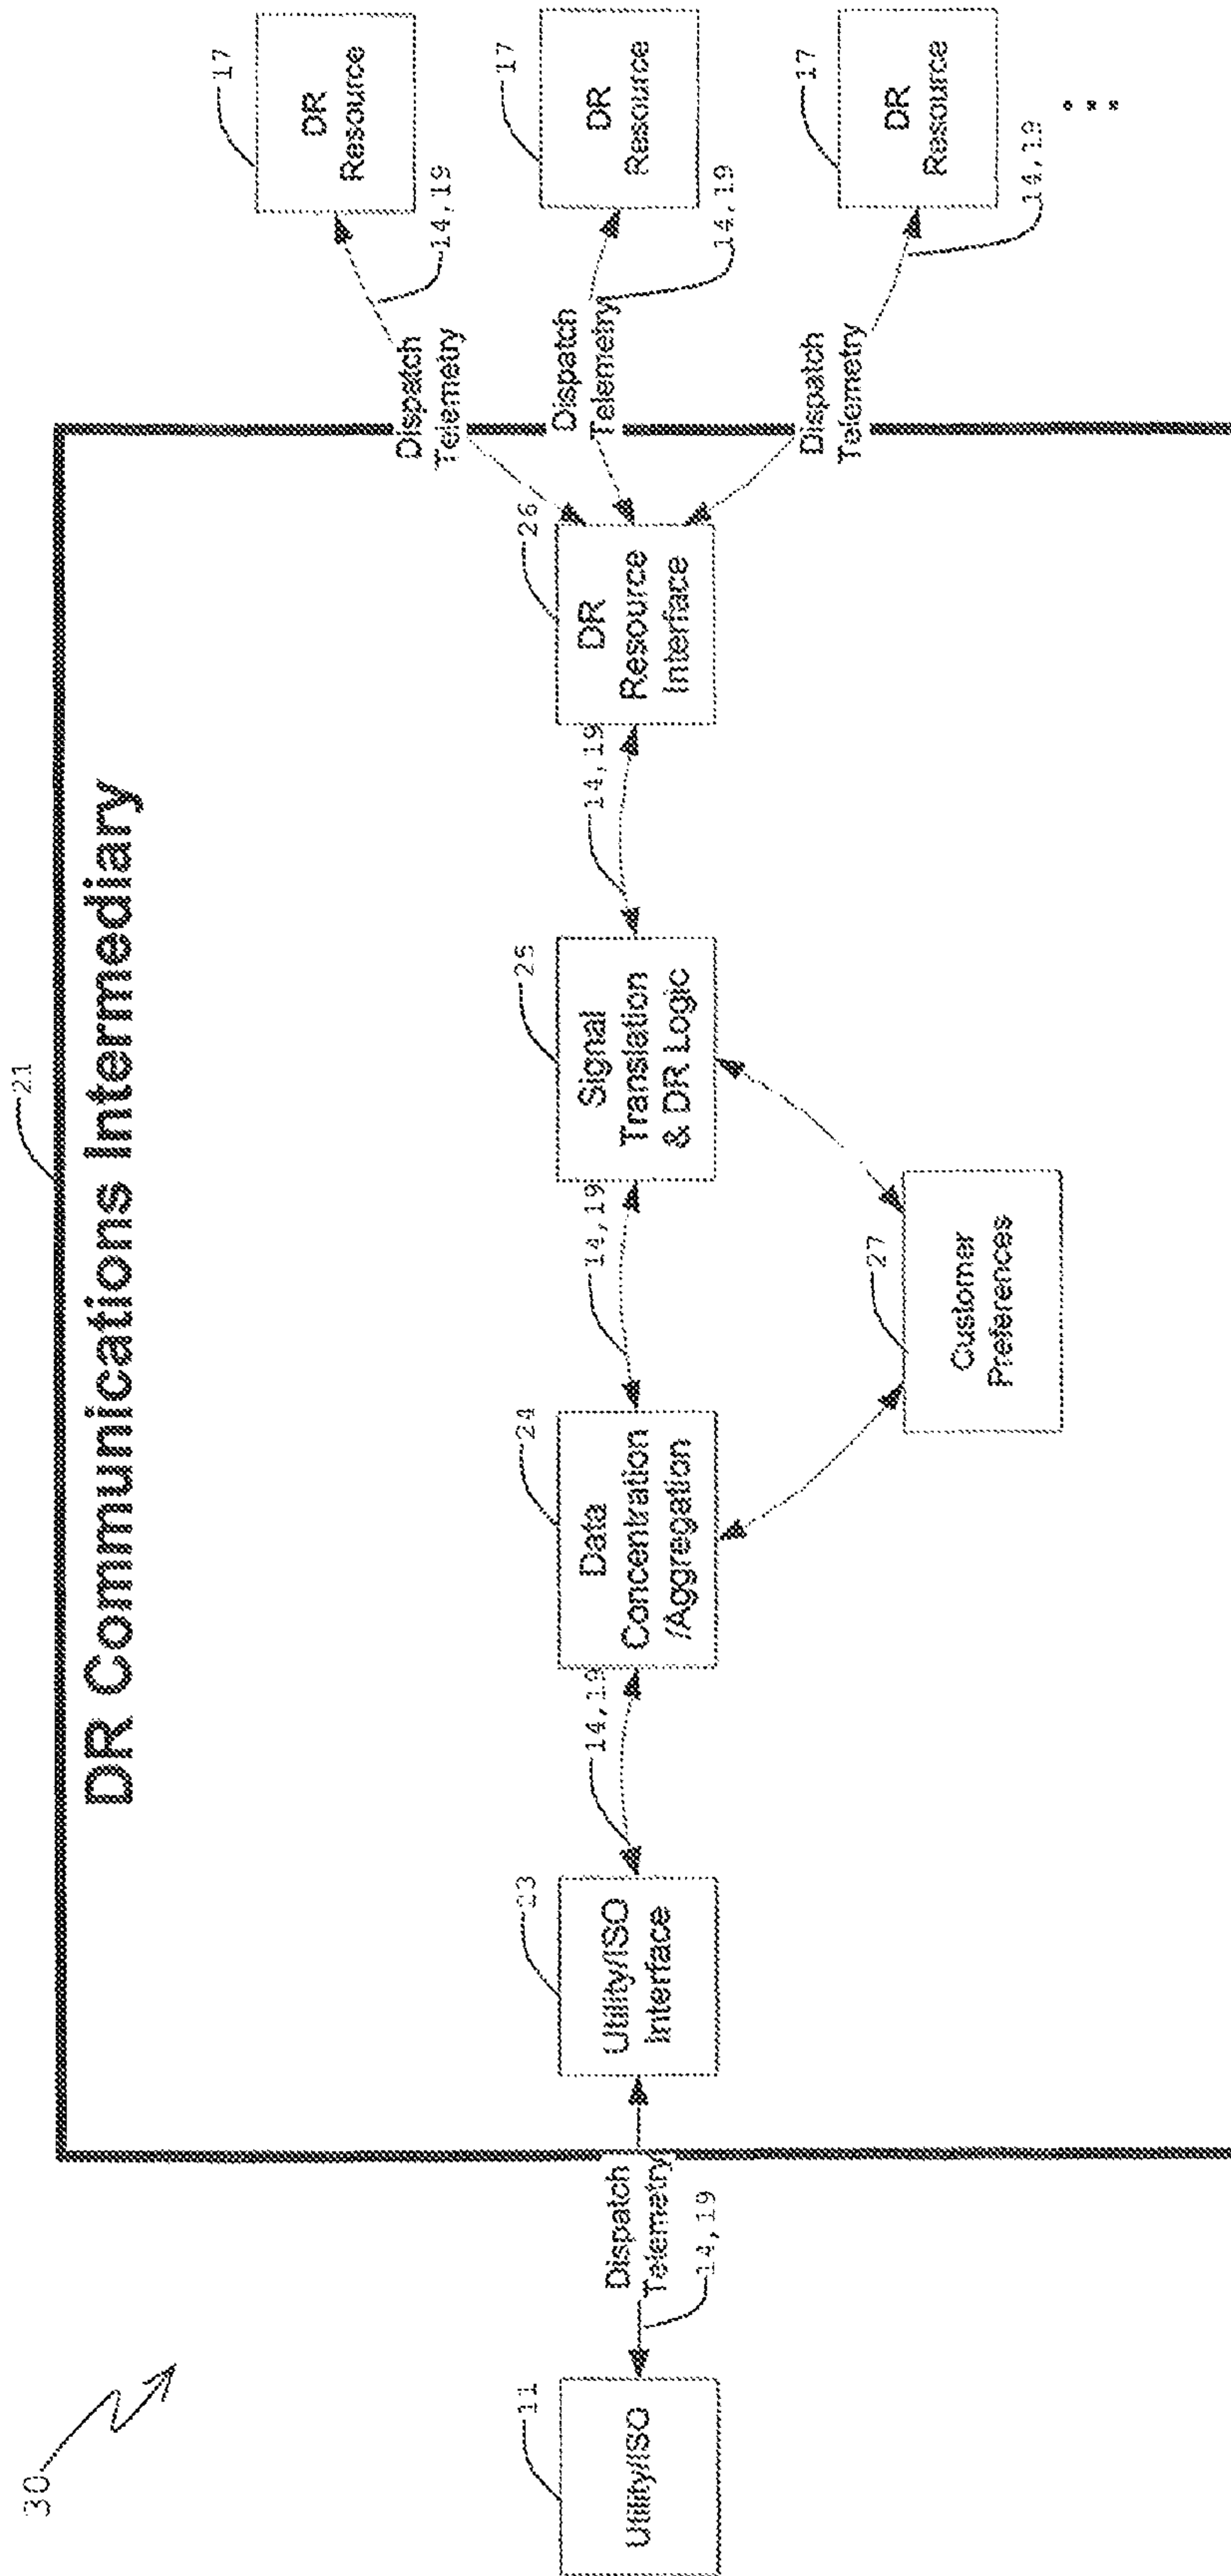 30
21
DR Communications Intermediary
11
Utility/ISO
Dispatch
Telemetry
14,19
23
Utility/ISO
Interface
14,19
24
Data
Concentration
/Aggregation
14,19
25
Signal
Translation
& DR Logic
14,19
26
DR
Resource
Interface
27
Customer
Preferences
Dispatch
Telemetry
14,19
17
DR
Resource
Dispatch
Telemetry
14,19
17
DR
Resource
Dispatch
Telemetry
14,19
17
DR
Resource